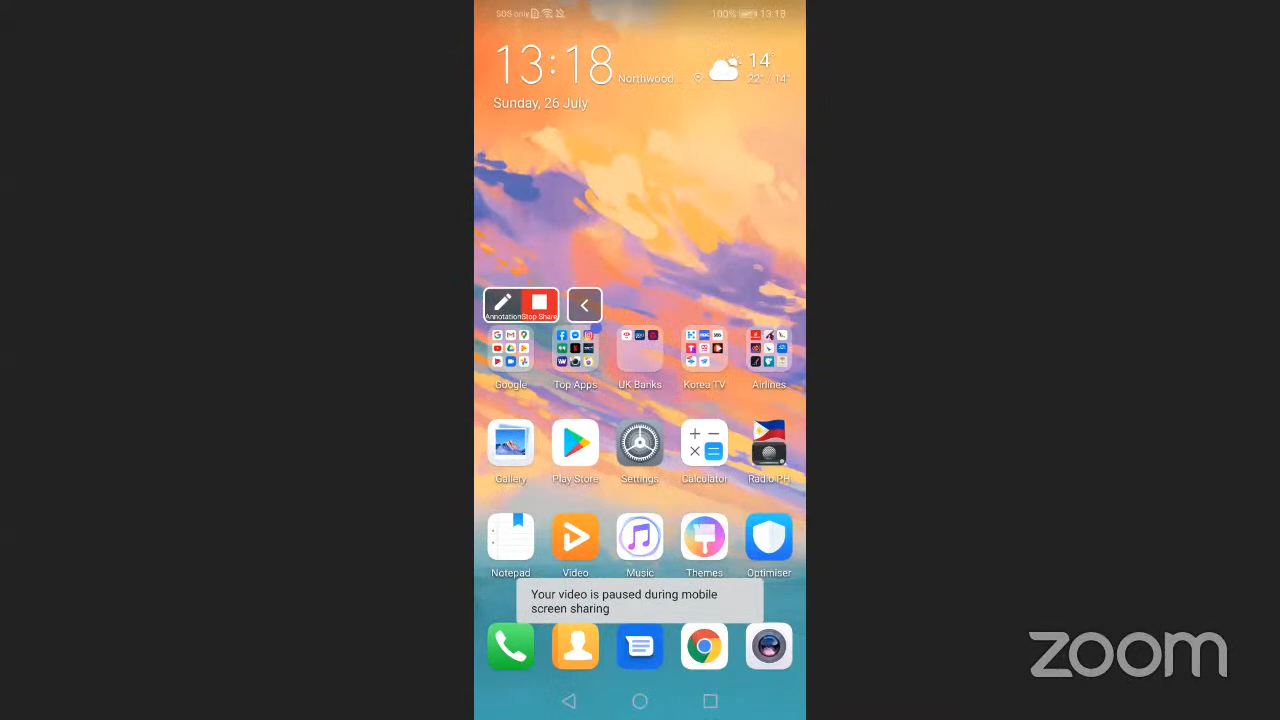 SOS only
100% 13:18
13:18
Northwood...
14°
22° / 14°
Sunday, 26 July
Annotation Stop Share
Google Top Apps UK Banks Korea TV Airlines
Gallery Play Store Settings Calculator Radio PH
Notepad Video Music Themes Optimiser
Your video is paused during mobile
screen sharing
zoom